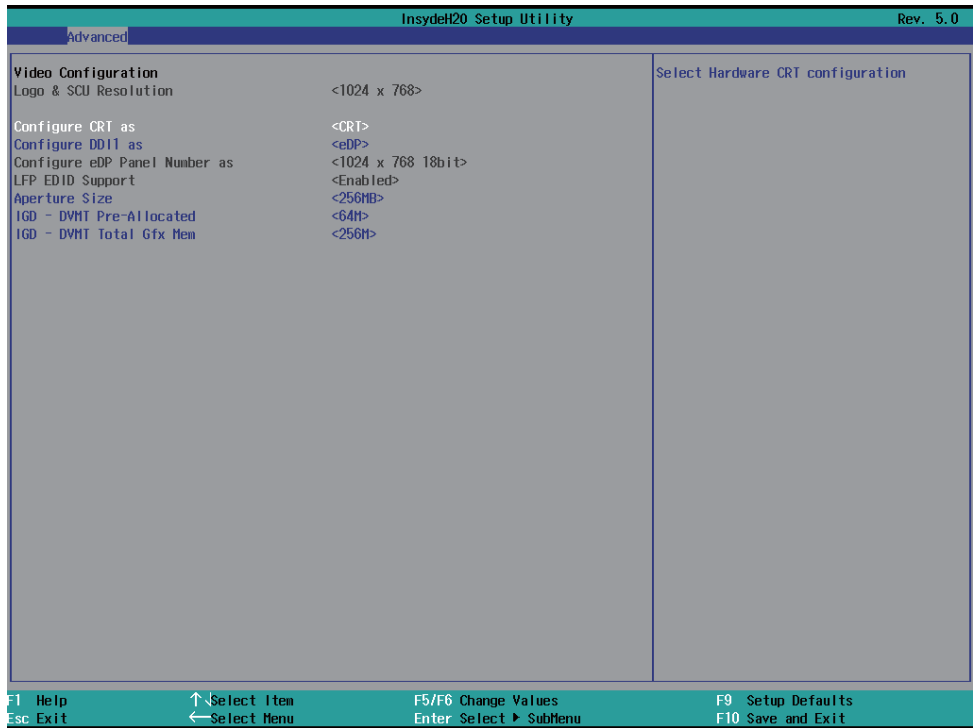 InsydeH20 Setup Utility Rev. 5.0
Advanced
Video Configuration
Logo & SCU Resolution <1024 x 768>
Configure CRT as <CRT>
Configure DDI1 as <eDP>
Configure eDP Panel Number as <1024 x 768 18bit>
LFP EDID Support <Enabled>
Aperture Size <256MB>
IGD - DVMT Pre-Allocated <64M>
IGD - DVMT Total Gfx Mem <256M>
Select Hardware CRT configuration
F1 Help ↑↓Select Item F5/F6 Change Values F9 Setup Defaults
Esc Exit ←Select Menu Enter Select ▶ SubMenu F10 Save and Exit